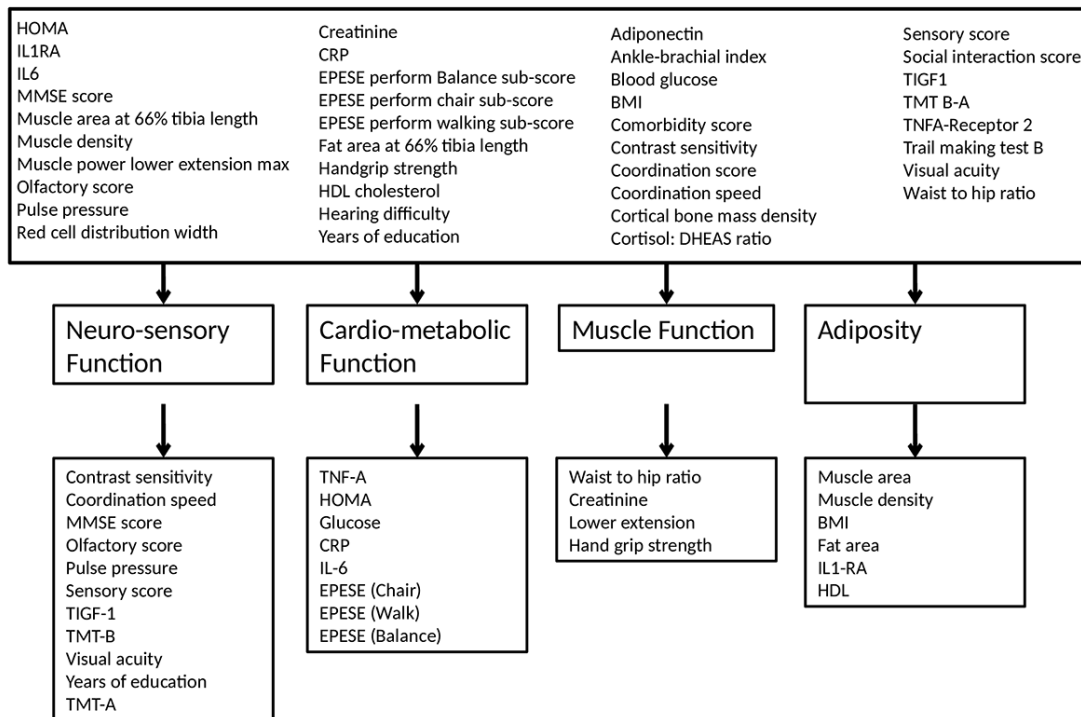 HOMA
IL1RA
IL6
MMSE score
Muscle area at 66% tibia length
Muscle density
Muscle power lower extension max
Olfactory score
Pulse pressure
Red cell distribution width
Creatinine
CRP
EPESE perform Balance sub-score
EPESE perform chair sub-score
EPESE perform walking sub-score
Fat area at 66% tibia length
Handgrip strength
HDL cholesterol
Hearing difficulty
Years of education
Adiponectin
Ankle-brachial index
Blood glucose
BMI
Comorbidity score
Contrast sensitivity
Coordination score
Coordination speed
Cortical bone mass density
Cortisol: DHEAS ratio
Sensory score
Social interaction score
TIGF1
TMT B-A
TNFA-Receptor 2
Trail making test B
Visual acuity
Waist to hip ratio
Neuro-sensory
Function
Cardio-metabolic
Function
Muscle Function
Adiposity
Contrast sensitivity
Coordination speed
MMSE score
Olfactory score
Pulse pressure
Sensory score
TIGF-1
TMT-B
Visual acuity
Years of education
TMT-A
TNF-A
HOMA
Glucose
CRP
IL-6
EPESE (Chair)
EPESE (Walk)
EPESE (Balance)
Waist to hip ratio
Creatinine
Lower extension
Hand grip strength
Muscle area
Muscle density
BMI
Fat area
IL1-RA
HDL